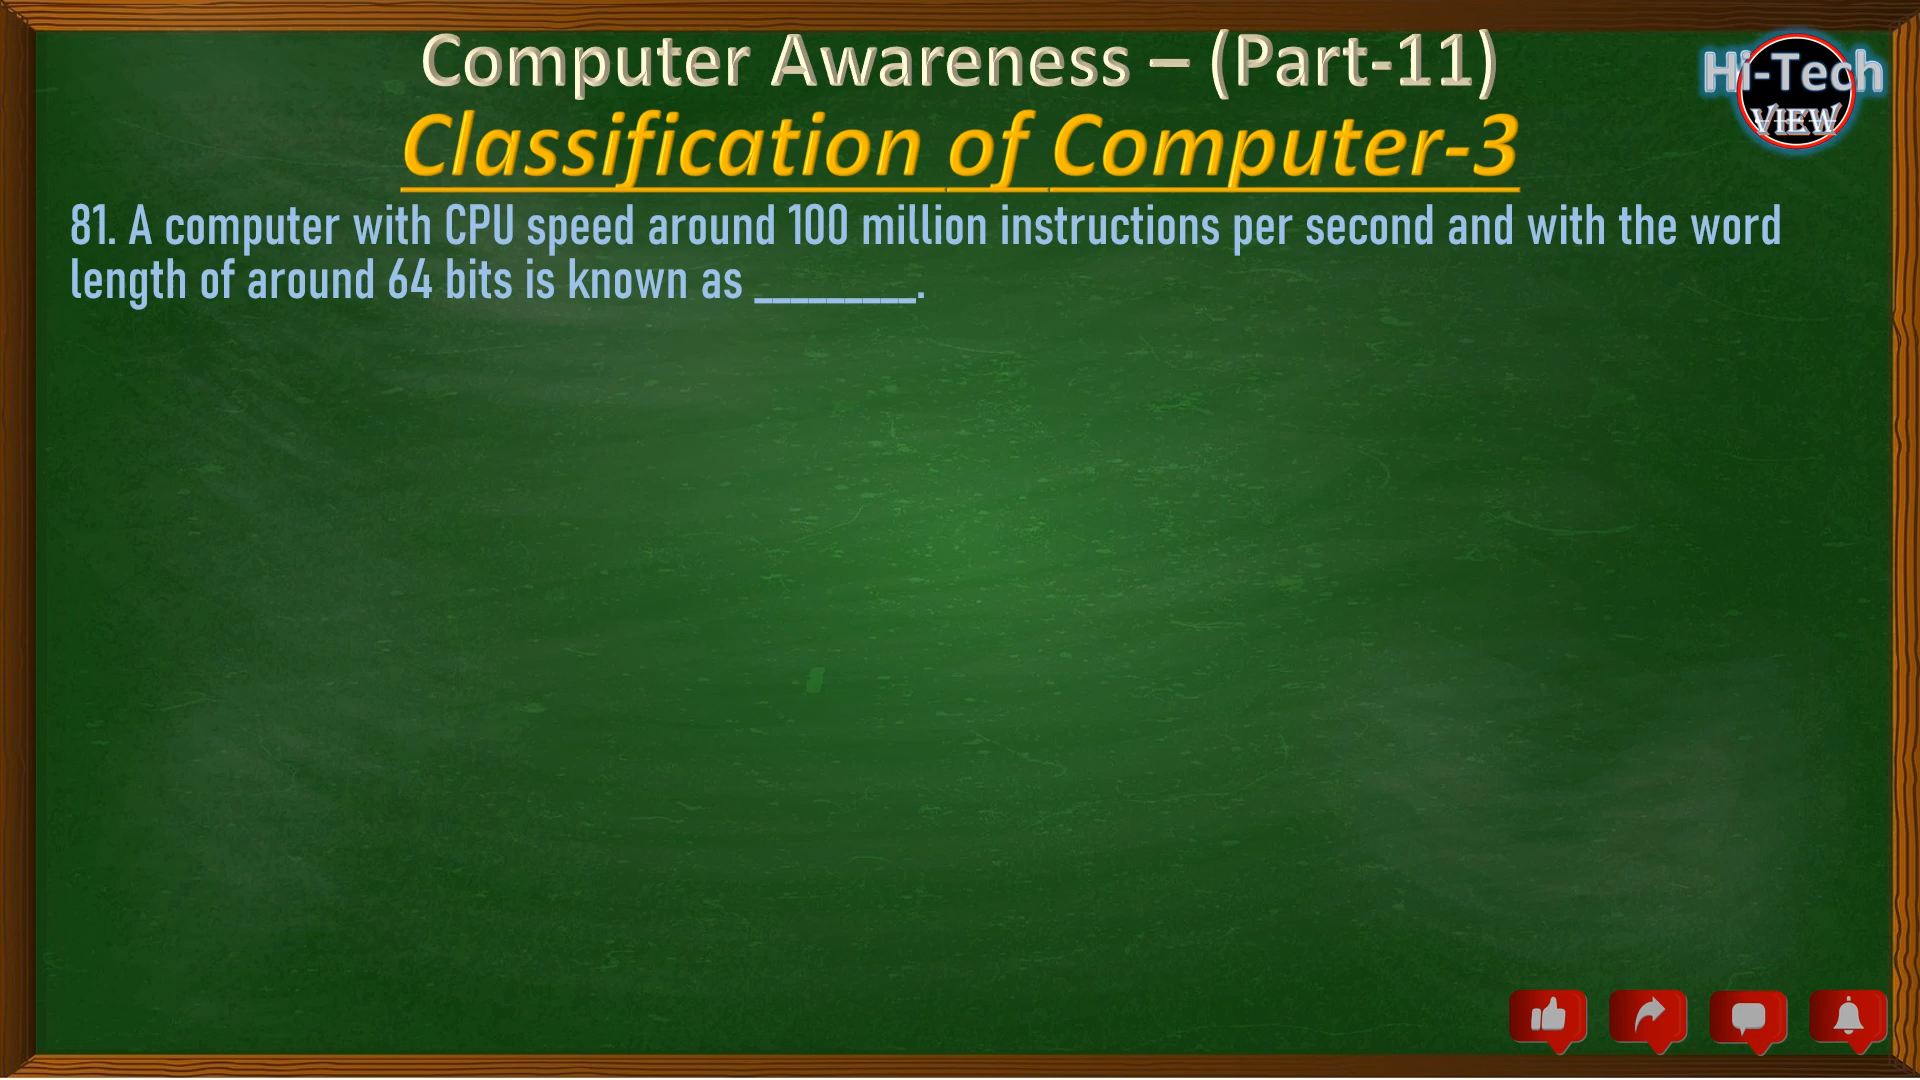 Computer Awareness – (Part-11)
Hi-Tech
VIEW
Classification of Computer-3
81. A computer with CPU speed around 100 million instructions per second and with the word
length of around 64 bits is known as _________.